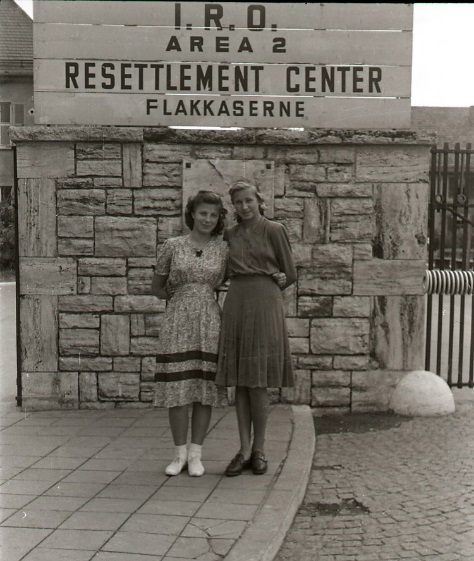 I.R.O.
AREA 2
RESETTLEMENT CENTER
FLAKKASERNE